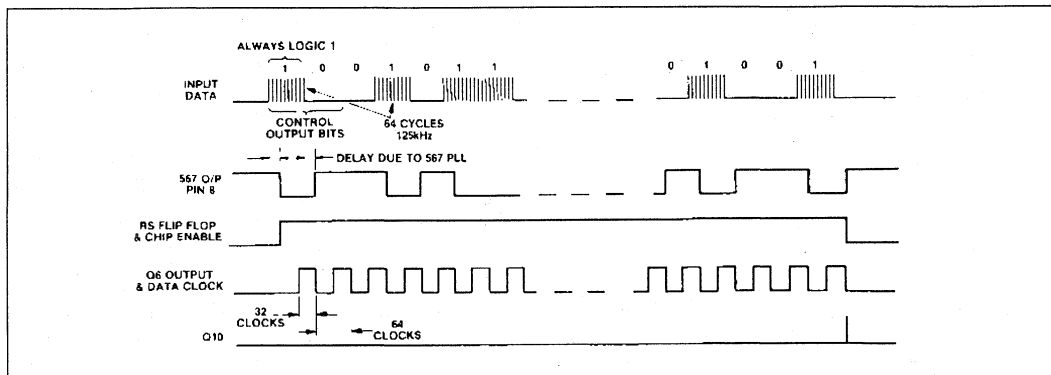 ALWAYS LOGIC 1
1 0 0 1 0 1 1 0 1 0 0 1
INPUT
DATA
CONTROL
OUTPUT BITS
64 CYCLES
125kHz
DELAY DUE TO 567 PLL
567 O/P
PIN 8
RS FLIP FLOP
& CHIP ENABLE
Q6 OUTPUT
& DATA CLOCK
32
CLOCKS
64
CLOCKS
Q10